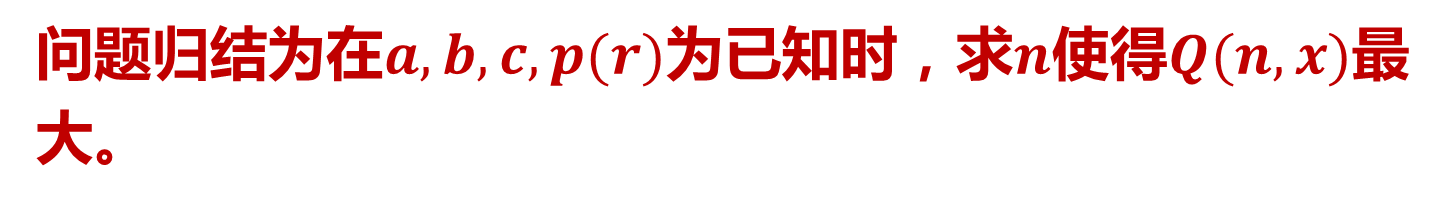 问题归结为在a, b, c, p(r)为已知时，求n使得Q(n, x)最
大。